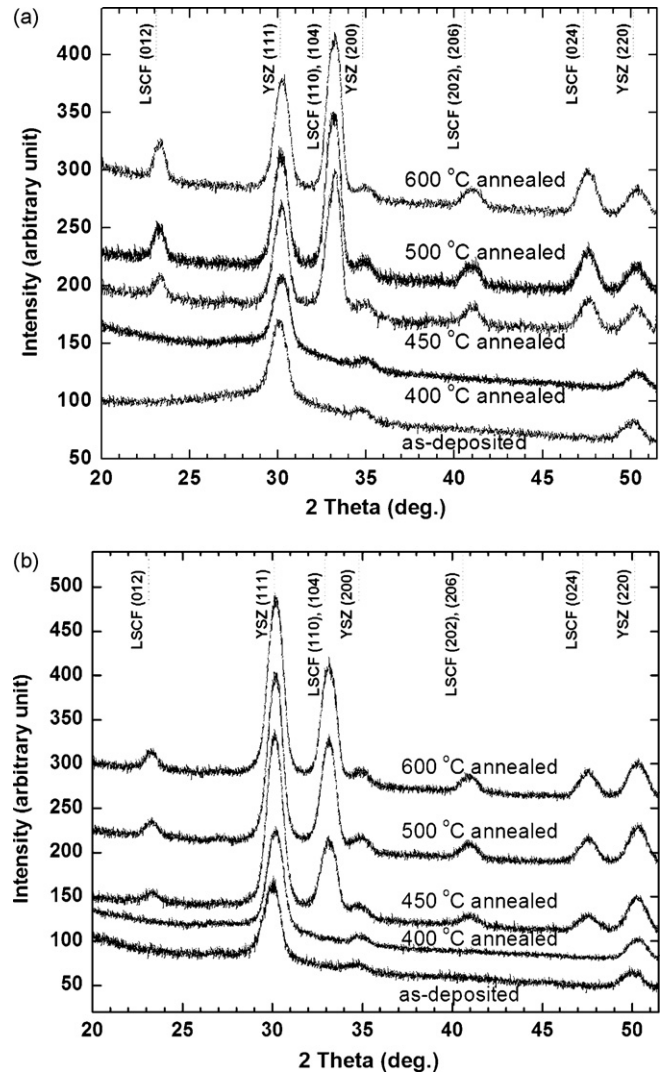 (a)
400
350
300
250
200
150
100
50
Intensity (arbitrary unit)
LSCF (012)
YSZ (111)
LSCF (110), (104)
YSZ (200)
LSCF (202), (206)
LSCF (024)
YSZ (220)
600 °C annealed
500 °C annealed
450 °C annealed
400 °C annealed
as-deposited
20 25 30 35 40 45 50
2 Theta (deg.)
(b)
500
450
400
350
300
250
200
150
100
50
Intensity (arbitrary unit)
LSCF (012)
YSZ (111)
LSCF (110), (104)
YSZ (200)
LSCF (202), (206)
LSCF (024)
YSZ (220)
600 °C annealed
500 °C annealed
450 °C annealed
400 °C annealed
as-deposited
20 25 30 35 40 45 50
2 Theta (deg.)